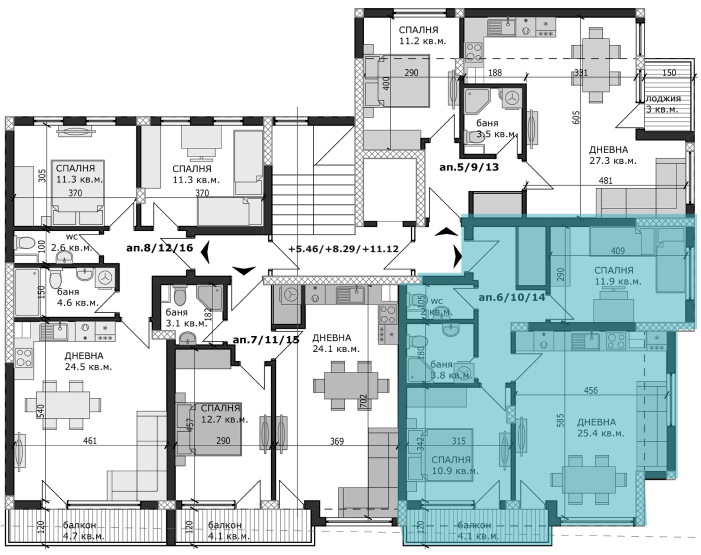 СПАЛНЯ
11.2 кв.м.
290
400
188
331
150
лоджия
3 кв.м.
баня
3.5 кв.м.
605
ДНЕВНА
27.3 кв.м.
481
ап.5/9/13
СПАЛНЯ
11.3 кв.м.
370
305
СПАЛНЯ
11.3 кв.м.
370
wc
2.6 кв.м.
100
ап.8/12/16
+5.46/+8.29/+11.12
баня
4.6 кв.м.
150
баня
3.1 кв.м.
182
ап.7/11/15
ДНЕВНА
24.5 кв.м.
540
461
СПАЛНЯ
12.7 кв.м.
457
290
ДНЕВНА
24.1 кв.м.
702
369
409
290
СПАЛНЯ
11.9 кв.м.
ап.6/10/14
wc
2 кв.м.
105
баня
3.8 кв.м.
180
456
585
ДНЕВНА
25.4 кв.м.
342
315
СПАЛНЯ
10.9 кв.м.
120
балкон
4.7 кв.м.
120
балкон
4.1 кв.м.
120
балкон
4.1 кв.м.